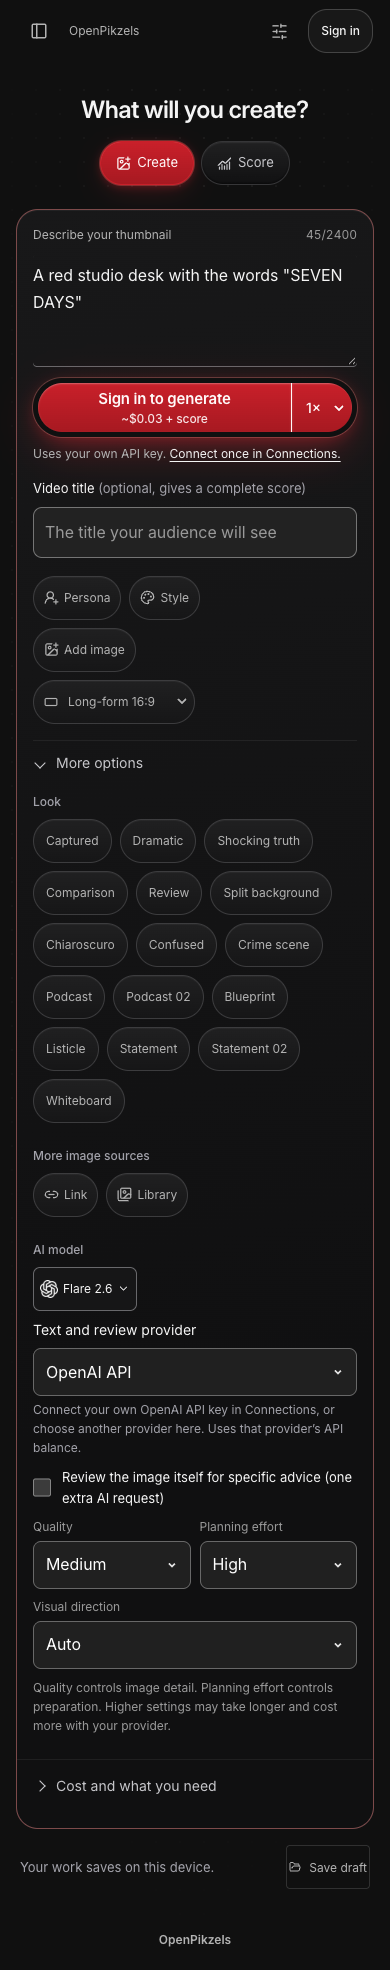 OpenPikzels
Sign in
What will you create?
Create
Score
Describe your thumbnail
45/2400
A red studio desk with the words "SEVEN
DAYS"
Sign in to generate
~$0.03 + score
1×
Uses your own API key. Connect once in Connections.
Video title (optional, gives a complete score)
The title your audience will see
Persona
Style
Add image
Long-form 16:9
More options
Look
Captured
Dramatic
Shocking truth
Comparison
Review
Split background
Chiaroscuro
Confused
Crime scene
Podcast
Podcast 02
Blueprint
Listicle
Statement
Statement 02
Whiteboard
More image sources
Link
Library
AI model
Flare 2.6
Text and review provider
OpenAI API
Connect your own OpenAI API key in Connections, or
choose another provider here. Uses that provider's API
balance.
Review the image itself for specific advice (one
extra AI request)
Quality
Planning effort
Medium
High
Visual direction
Auto
Quality controls image detail. Planning effort controls
preparation. Higher settings may take longer and cost
more with your provider.
Cost and what you need
Your work saves on this device.
Save draft
OpenPikzels